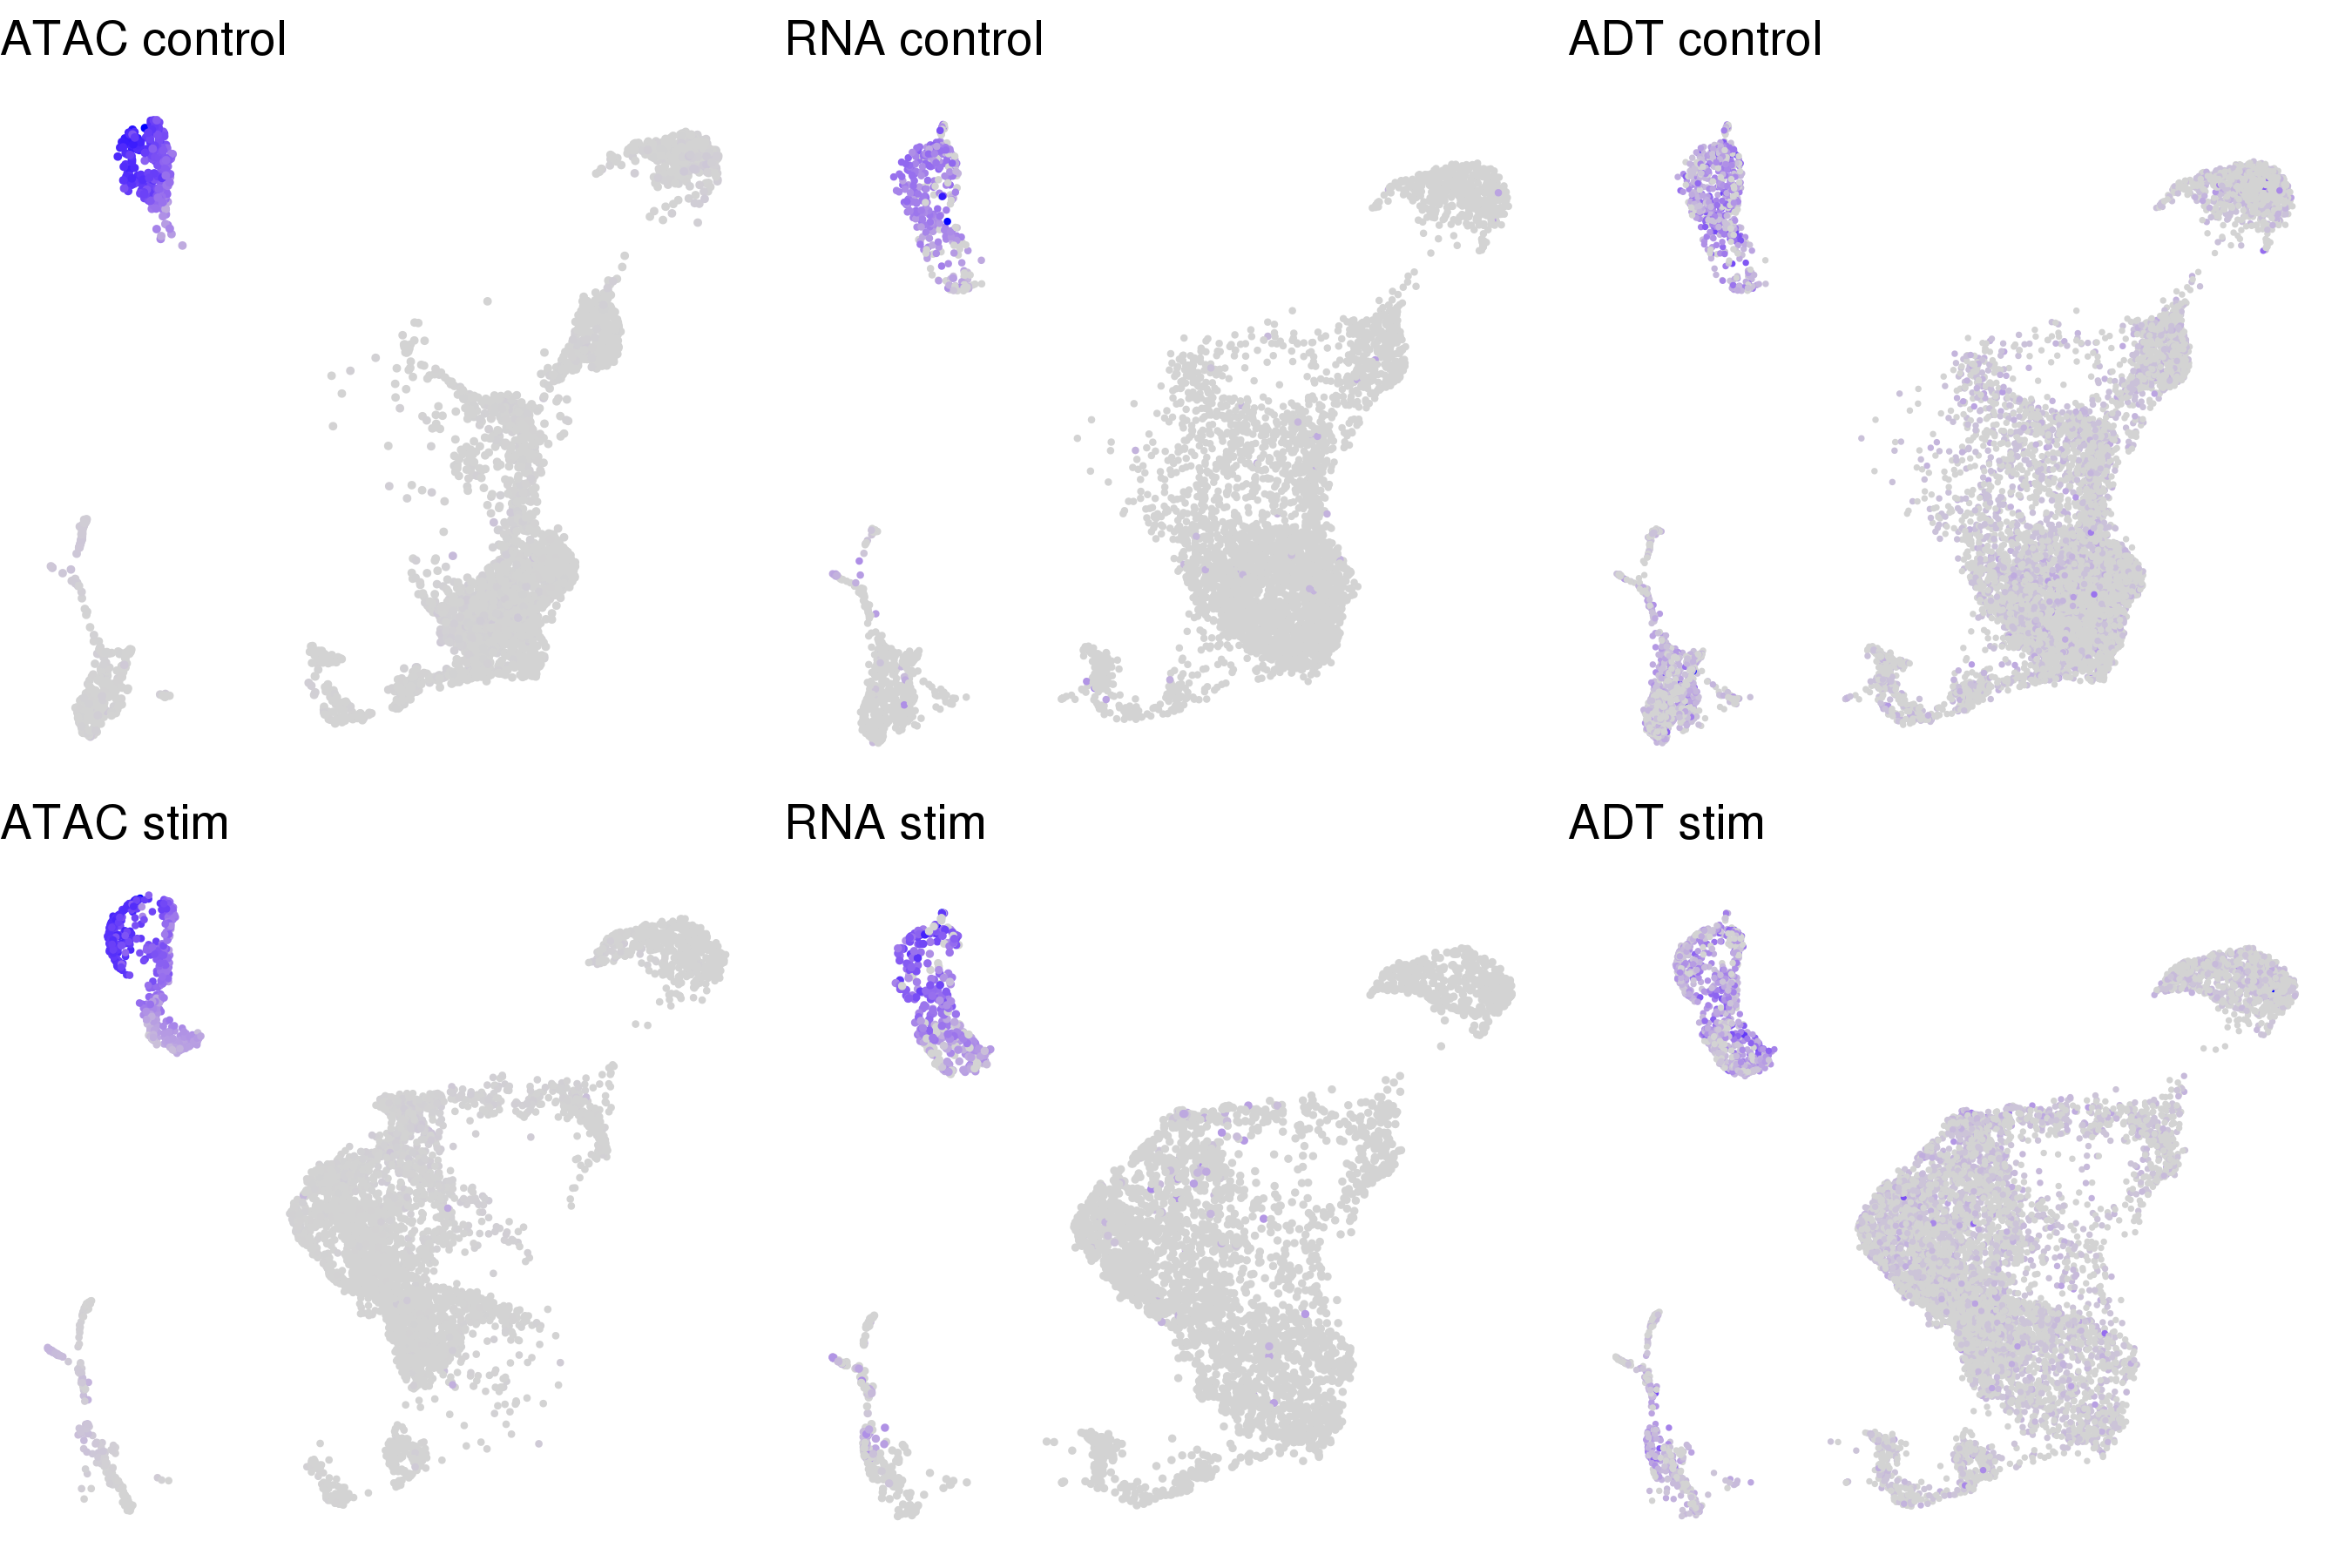 ATAC control
RNA control
ADT control
ATAC stim
RNA stim
ADT stim